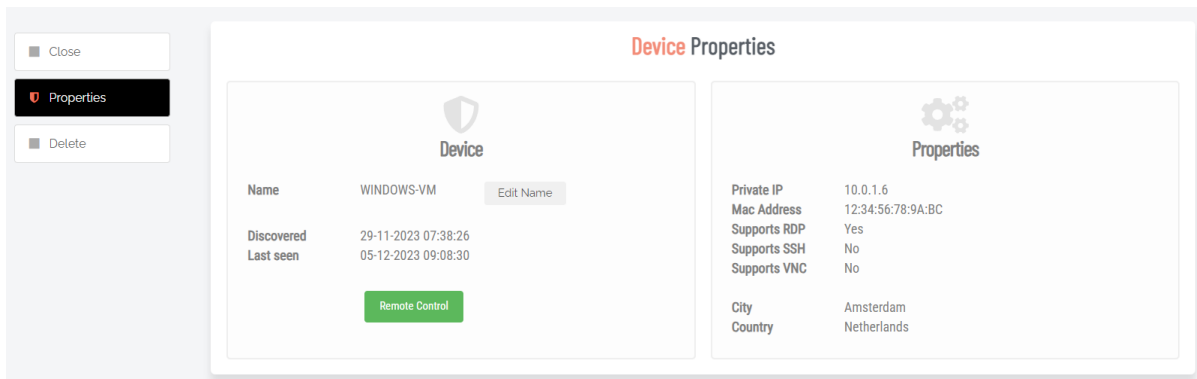 Close
Properties
Delete
Device Properties
Device
Name WINDOWS-VM Edit Name
Discovered 29-11-2023 07:38:26
Last seen 05-12-2023 09:08:30
Remote Control
Properties
Private IP 10.0.1.6
Mac Address 12:34:56:78:9A:BC
Supports RDP Yes
Supports SSH No
Supports VNC No
City Amsterdam
Country Netherlands